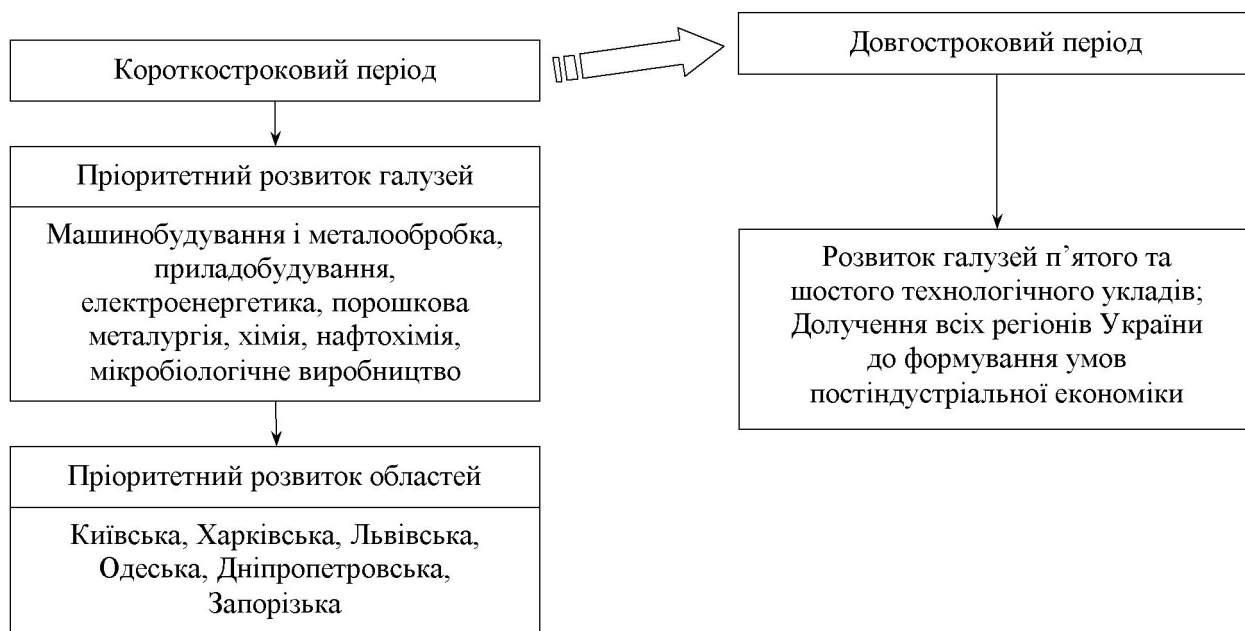 Короткостроковий період
Довгостроковий період
Пріоритетний розвиток галузей
Машинобудування і металообробка,
приладобудування,
електроенергетика, порошкова
металургія, хімія, нафтохімія,
мікробіологічне виробництво
Розвиток галузей п’ятого та
шостого технологічного укладів;
Долучення всіх регіонів України
до формування умов
постіндустріальної економіки
Пріоритетний розвиток областей
Київська, Харківська, Львівська,
Одеська, Дніпропетровська,
Запорізька